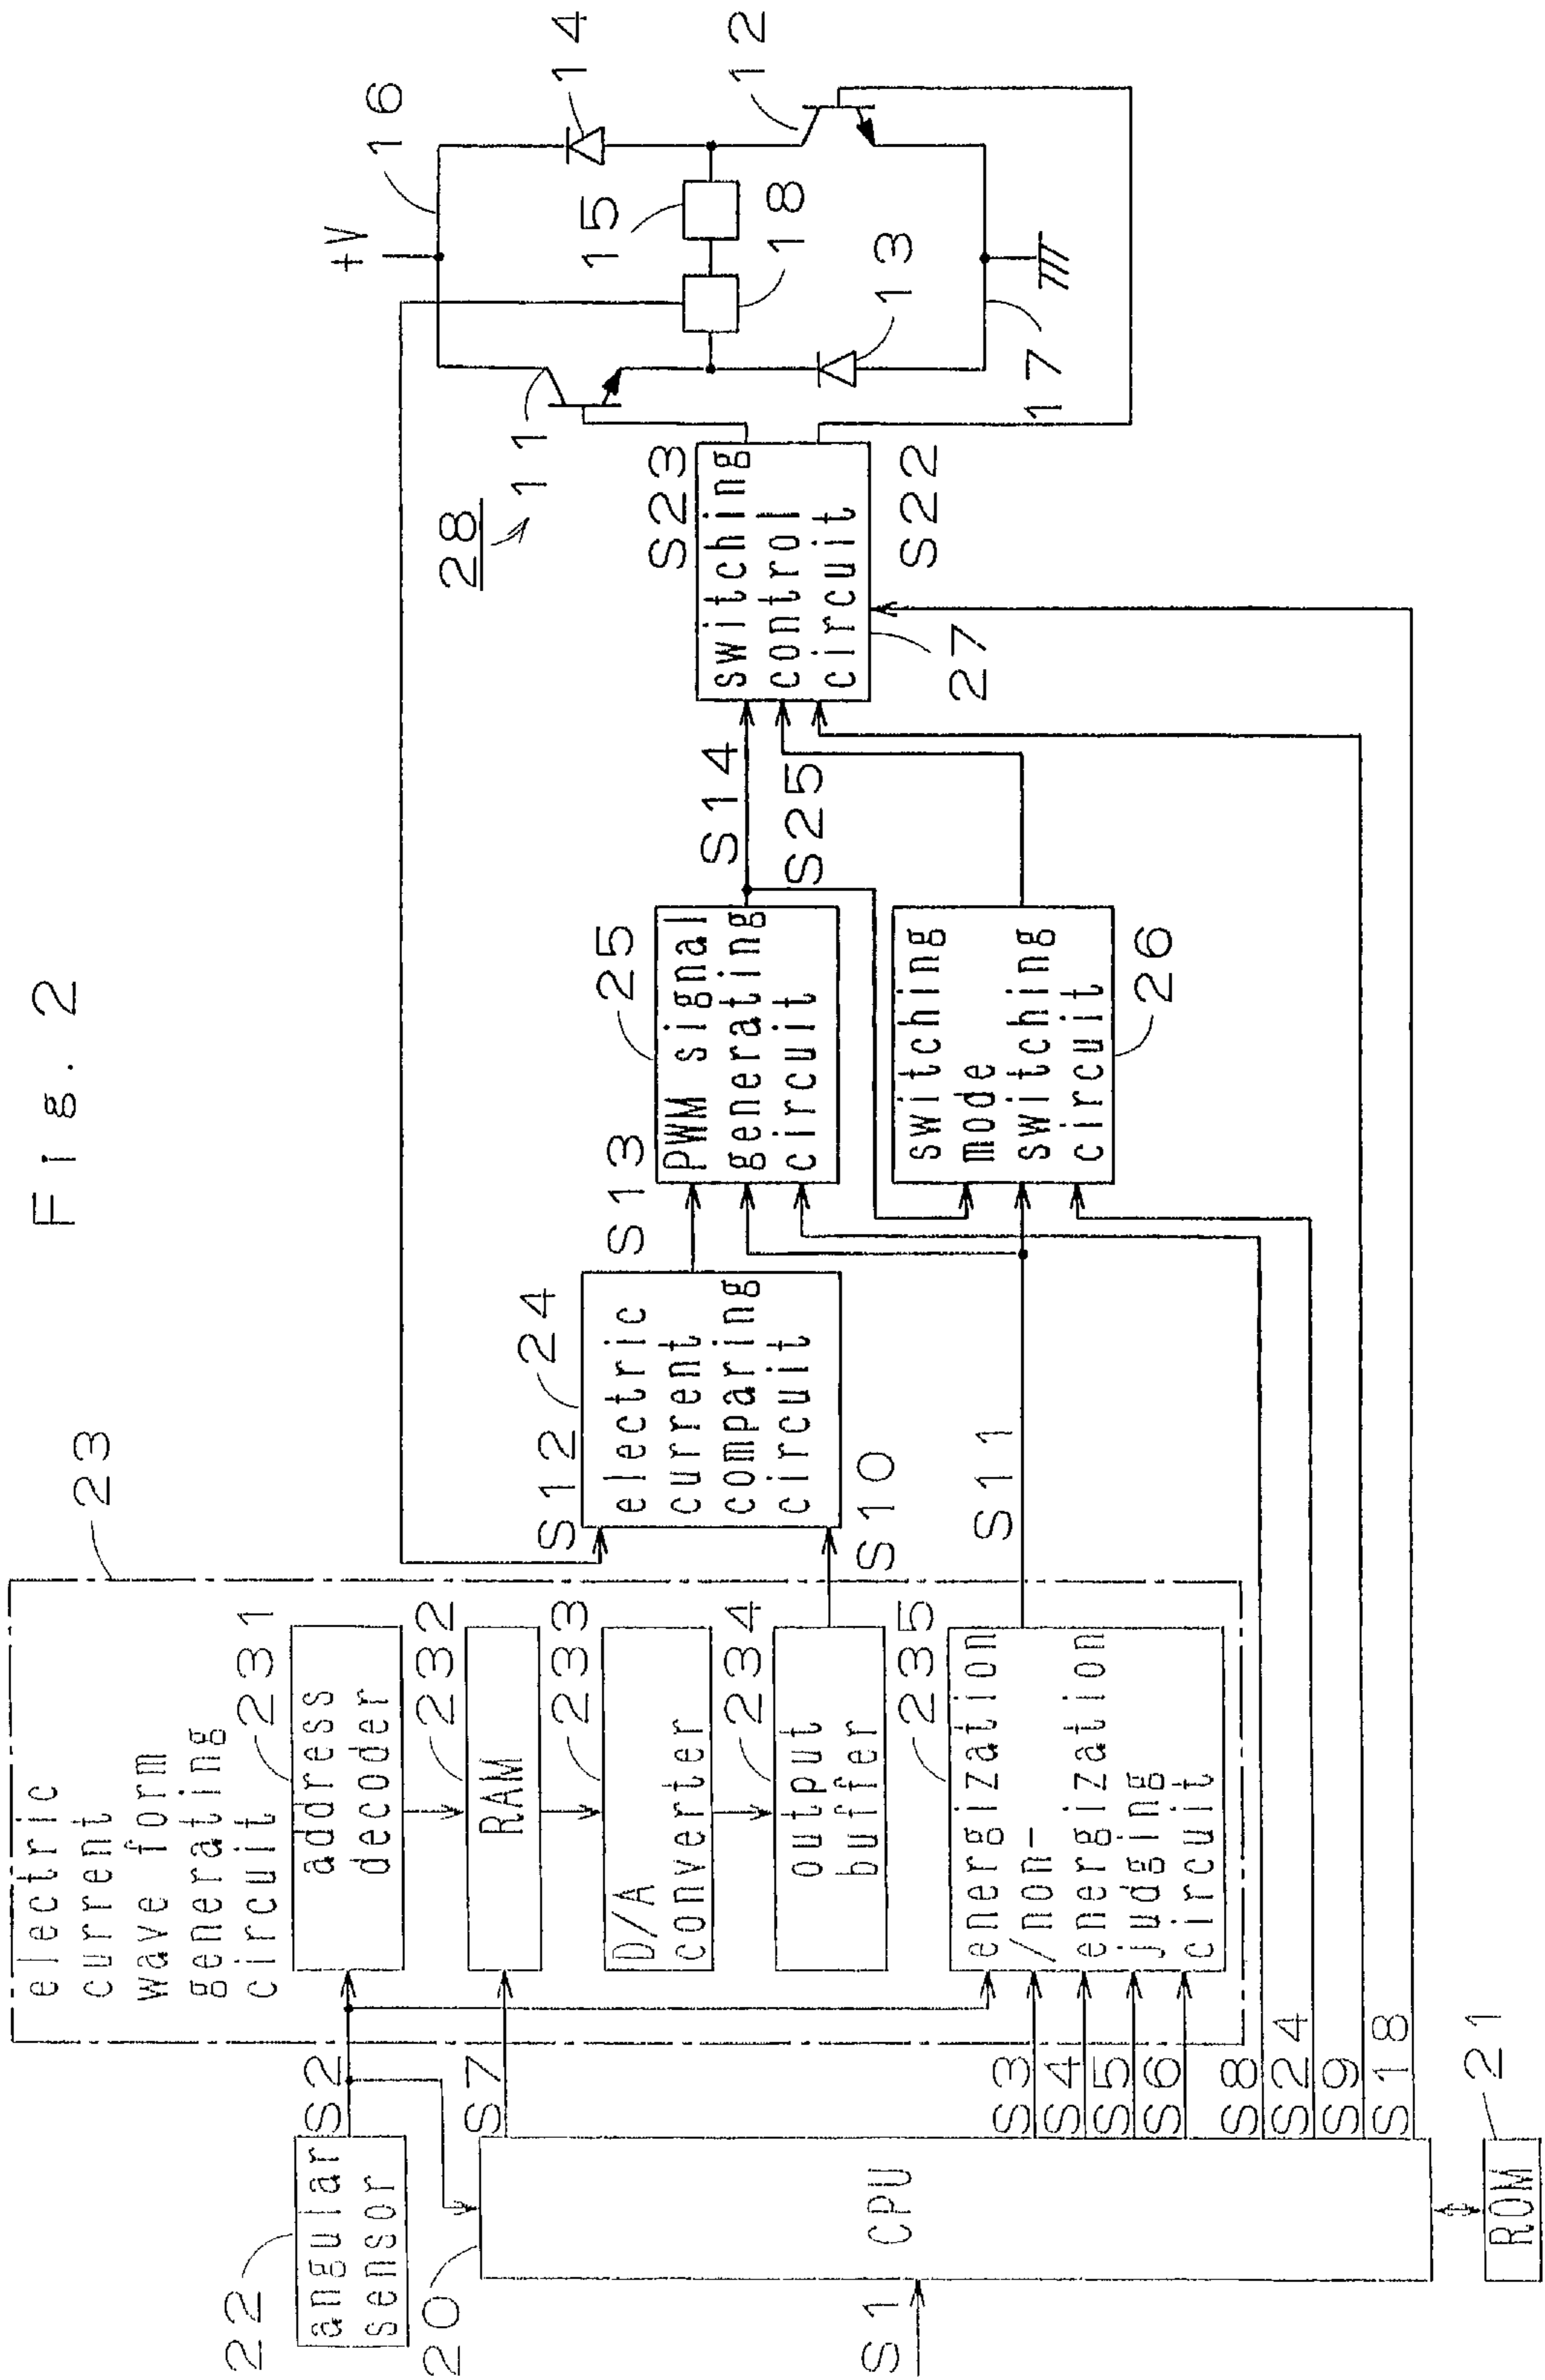 Fig. 2
22
angular
sensor
S2
20
S1
CPU
21
ROM
S7
S3
S4
S5
S6
S8
S24
S9
S18
23
electric
current
wave form
generating
circuit
231
address
decoder
232
RAM
233
D/A
converter
234
output
buffer
235
energization
/non-
energization
judging
circuit
S12
S10
S11
24
electric
current
comparing
circuit
S13
25
PWM signal
generating
circuit
26
switching
mode
switching
circuit
S14
S25
27
switching
control
circuit
S23
S22
28
11
12
13
14
15
16
17
18
+V